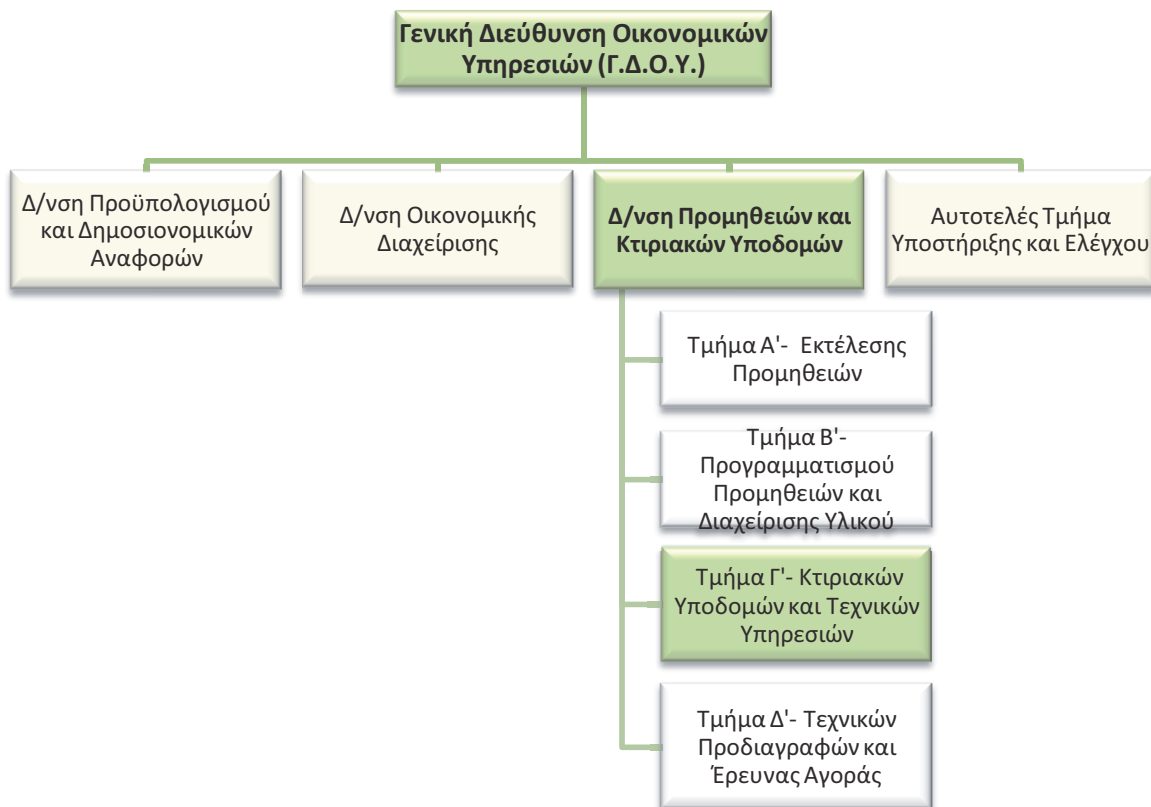 Γενική Διεύθυνση Οικονομικών
Υπηρεσιών (Γ.Δ.Ο.Υ.)
Δ/νση Προϋπολογισμού
και Δημοσιονομικών
Αναφορών
Δ/νση Οικονομικής
Διαχείρισης
Δ/νση Προμηθειών και
Κτιριακών Υποδομών
Αυτοτελές Τμήμα
Υποστήριξης και Ελέγχου
Τμήμα Α'- Εκτέλεσης
Προμηθειών
Τμήμα Β'-
Προγραμματισμού
Προμηθειών και
Διαχείρισης Υλικού
Τμήμα Γ'- Κτιριακών
Υποδομών και Τεχνικών
Υπηρεσιών
Τμήμα Δ'- Τεχνικών
Προδιαγραφών και
Έρευνας Αγοράς